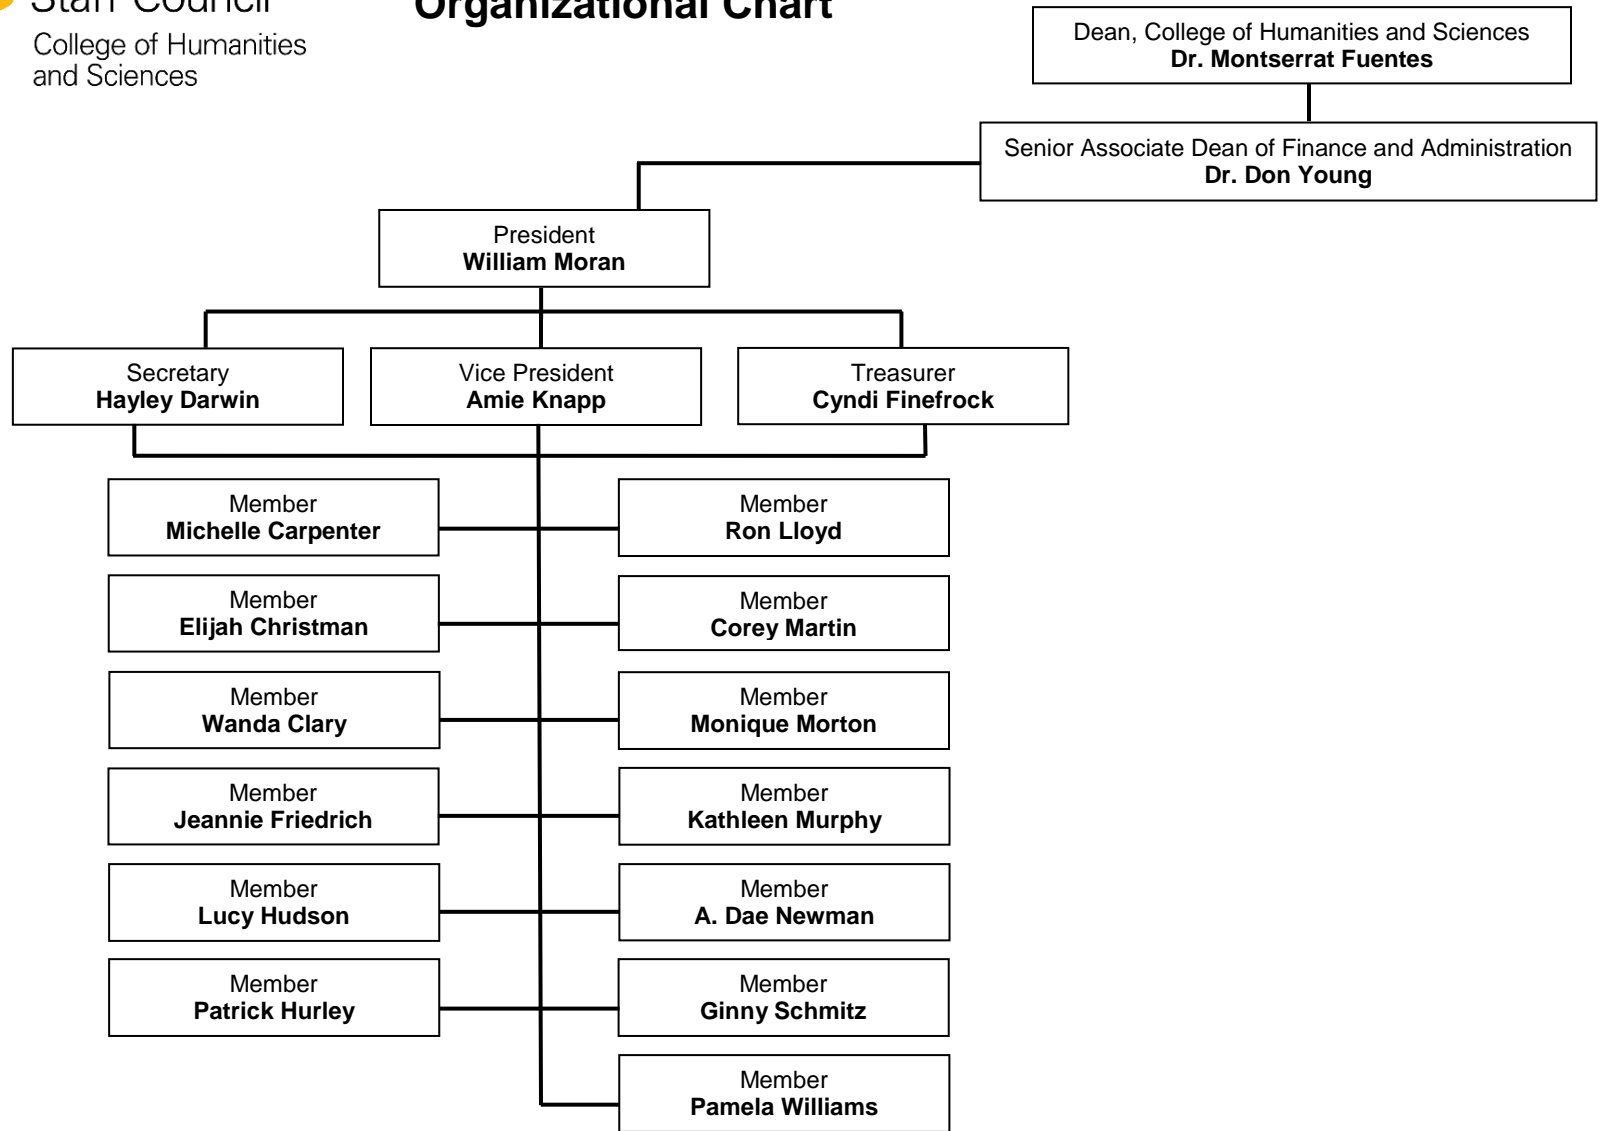 Staff Council
College of Humanities
and Sciences
Organizational Chart
Dean, College of Humanities and Sciences
Dr. Montserrat Fuentes
Senior Associate Dean of Finance and Administration
Dr. Don Young
President
William Moran
Secretary
Hayley Darwin
Vice President
Amie Knapp
Treasurer
Cyndi Finefrock
Member
Michelle Carpenter
Member
Ron Lloyd
Member
Elijah Christman
Member
Corey Martin
Member
Wanda Clary
Member
Monique Morton
Member
Jeannie Friedrich
Member
Kathleen Murphy
Member
Lucy Hudson
Member
A. Dae Newman
Member
Patrick Hurley
Member
Ginny Schmitz
Member
Pamela Williams